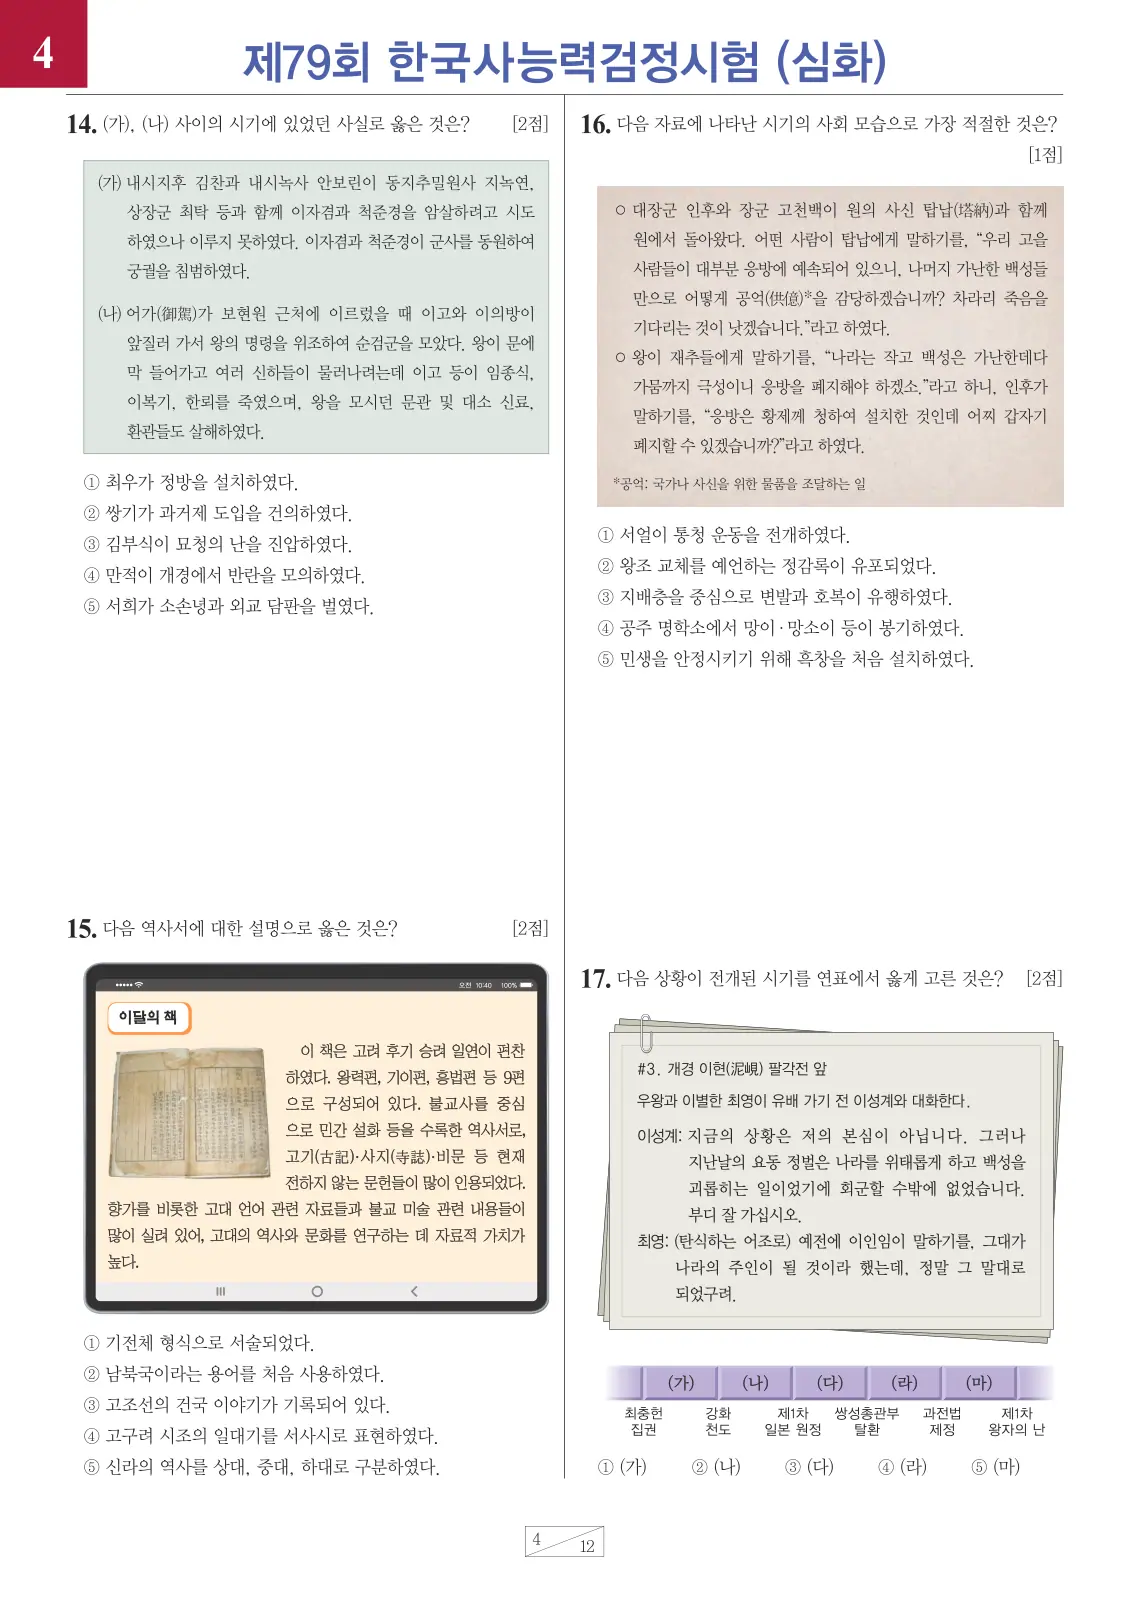 4
제79회 한국사능력검정시험 (심화)
14. (가), (나) 사이의 시기에 있었던 사실로 옳은 것은? [2점]
(가) 내시지후 김찬과 내시녹사 안보린이 동지추밀원사 지녹연,
상장군 최탁 등과 함께 이자겸과 척준경을 암살하려고 시도
하였으나 이루지 못하였다. 이자겸과 척준경이 군사를 동원하여
궁궐을 침범하였다.
(나) 어가(御駕)가 보현원 근처에 이르렀을 때 이고와 이의방이
앞질러 가서 왕의 명령을 위조하여 순검군을 모았다. 왕이 문에
막 들어가고 여러 신하들이 물러나려는데 이고 등이 임종식,
이복기, 한뢰를 죽였으며, 왕을 모시던 문관 및 대소 신료,
환관들도 살해하였다.
① 최우가 정방을 설치하였다.
② 쌍기가 과거제 도입을 건의하였다.
③ 김부식이 묘청의 난을 진압하였다.
④ 만적이 개경에서 반란을 모의하였다.
⑤ 서희가 소손녕과 외교 담판을 벌였다.
15. 다음 역사서에 대한 설명으로 옳은 것은? [2점]
오전 10:40 100%
이달의 책
이 책은 고려 후기 승려 일연이 편찬
하였다. 왕력편, 기이편, 흥법편 등 9편
으로 구성되어 있다. 불교사를 중심
으로 민간 설화 등을 수록한 역사서로,
고기(古記)·사지(寺誌)·비문 등 현재
전하지 않는 문헌들이 많이 인용되었다.
향가를 비롯한 고대 언어 관련 자료들과 불교 미술 관련 내용들이
많이 실려 있어, 고대의 역사와 문화를 연구하는 데 자료적 가치가
높다.
① 기전체 형식으로 서술되었다.
② 남북국이라는 용어를 처음 사용하였다.
③ 고조선의 건국 이야기가 기록되어 있다.
④ 고구려 시조의 일대기를 서사시로 표현하였다.
⑤ 신라의 역사를 상대, 중대, 하대로 구분하였다.
16. 다음 자료에 나타난 시기의 사회 모습으로 가장 적절한 것은?
[1점]
○ 대장군 인후와 장군 고천백이 원의 사신 탑납(塔納)과 함께
원에서 돌아왔다. 어떤 사람이 탑납에게 말하기를, “우리 고을
사람들이 대부분 응방에 예속되어 있으니, 나머지 가난한 백성들
만으로 어떻게 공억(供億)*을 감당하겠습니까? 차라리 죽음을
기다리는 것이 낫겠습니다.”라고 하였다.
○ 왕이 재추들에게 말하기를, “나라는 작고 백성은 가난한데다
가뭄까지 극성이니 응방을 폐지해야 하겠소.”라고 하니, 인후가
말하기를, “응방은 황제께 청하여 설치한 것인데 어찌 갑자기
폐지할 수 있겠습니까?”라고 하였다.
*공억: 국가나 사신을 위한 물품을 조달하는 일
① 서얼이 통청 운동을 전개하였다.
② 왕조 교체를 예언하는 정감록이 유포되었다.
③ 지배층을 중심으로 변발과 호복이 유행하였다.
④ 공주 명학소에서 망이·망소이 등이 봉기하였다.
⑤ 민생을 안정시키기 위해 흑창을 처음 설치하였다.
17. 다음 상황이 전개된 시기를 연표에서 옳게 고른 것은? [2점]
#3. 개경 이현(泥峴) 팔각전 앞
우왕과 이별한 최영이 유배 가기 전 이성계와 대화한다.
이성계: 지금의 상황은 저의 본심이 아닙니다. 그러나
지난날의 요동 정벌은 나라를 위태롭게 하고 백성을
괴롭히는 일이었기에 회군할 수밖에 없었습니다.
부디 잘 가십시오.
최영: (탄식하는 어조로) 예전에 이인임이 말하기를, 그대가
나라의 주인이 될 것이라 했는데, 정말 그 말대로
되었구려.
(가) (나) (다) (라) (마)
최충헌 강화 제1차 쌍성총관부 과전법 제1차
집권 천도 일본 원정 탈환 제정 왕자의 난
① (가) ② (나) ③ (다) ④ (라) ⑤ (마)
4
12